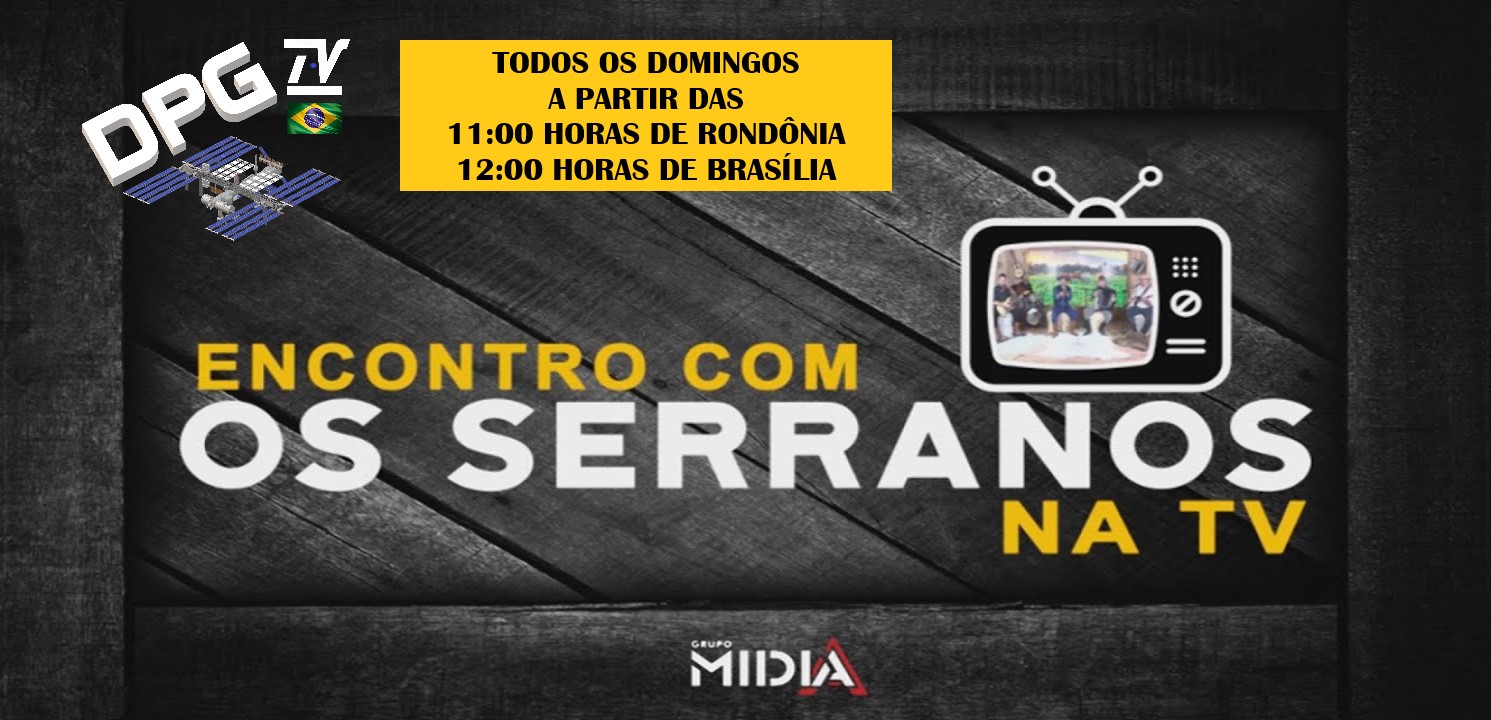 DPG TV
TODOS OS DOMINGOS
A PARTIR DAS
11:00 HORAS DE RONDÔNIA
12:00 HORAS DE BRASÍLIA
ENCONTRO COM
OS SERRANOS
NA TV
GRUPO
MIDIA